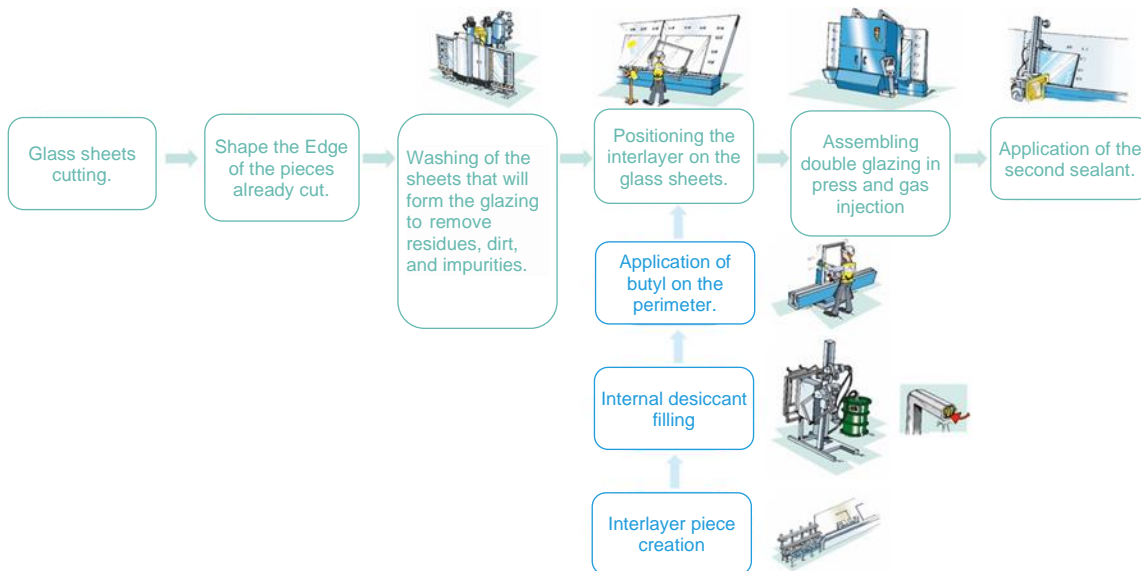 Glass sheets
cutting.
Shape the Edge
of the pieces
already cut.
Washing of the
sheets that will
form the glazing
to remove
residues, dirt,
and impurities.
Positioning the
interlayer on the
glass sheets.
Assembling
double glazing in
press and gas
injection
Application of the
second sealant.
Application of
butyl on the
perimeter.
Internal desiccant
filling
Interlayer piece
creation